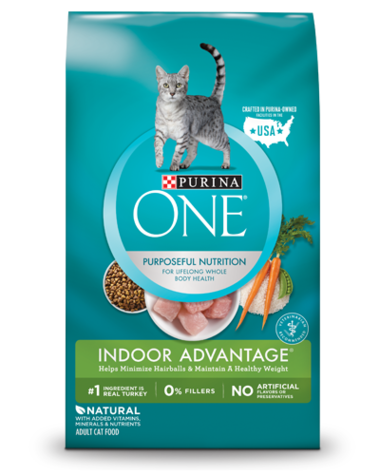 CRAFTED IN PURINA-OWNED
FACILITIES IN THE
USA
PURINA
ONE®
PURPOSEFUL NUTRITION
FOR LIFELONG WHOLE
BODY HEALTH
VETERINARIAN
RECOMMENDED
INDOOR ADVANTAGE®
Helps Minimize Hairballs & Maintain A Healthy Weight
#1 INGREDIENT IS
REAL TURKEY
0% FILLERS
NO ARTIFICIAL
FLAVORS OR
PRESERVATIVES
NATURAL
WITH ADDED VITAMINS,
MINERALS & NUTRIENTS
ADULT CAT FOOD